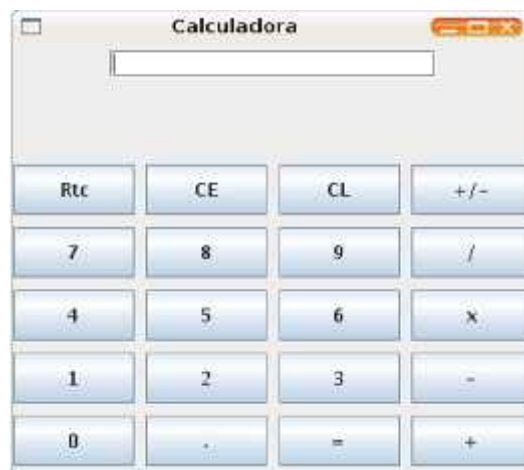 Calculadora
Rtc CE CL +/-
7 8 9 /
4 5 6 x
1 2 3 -
0 . = +